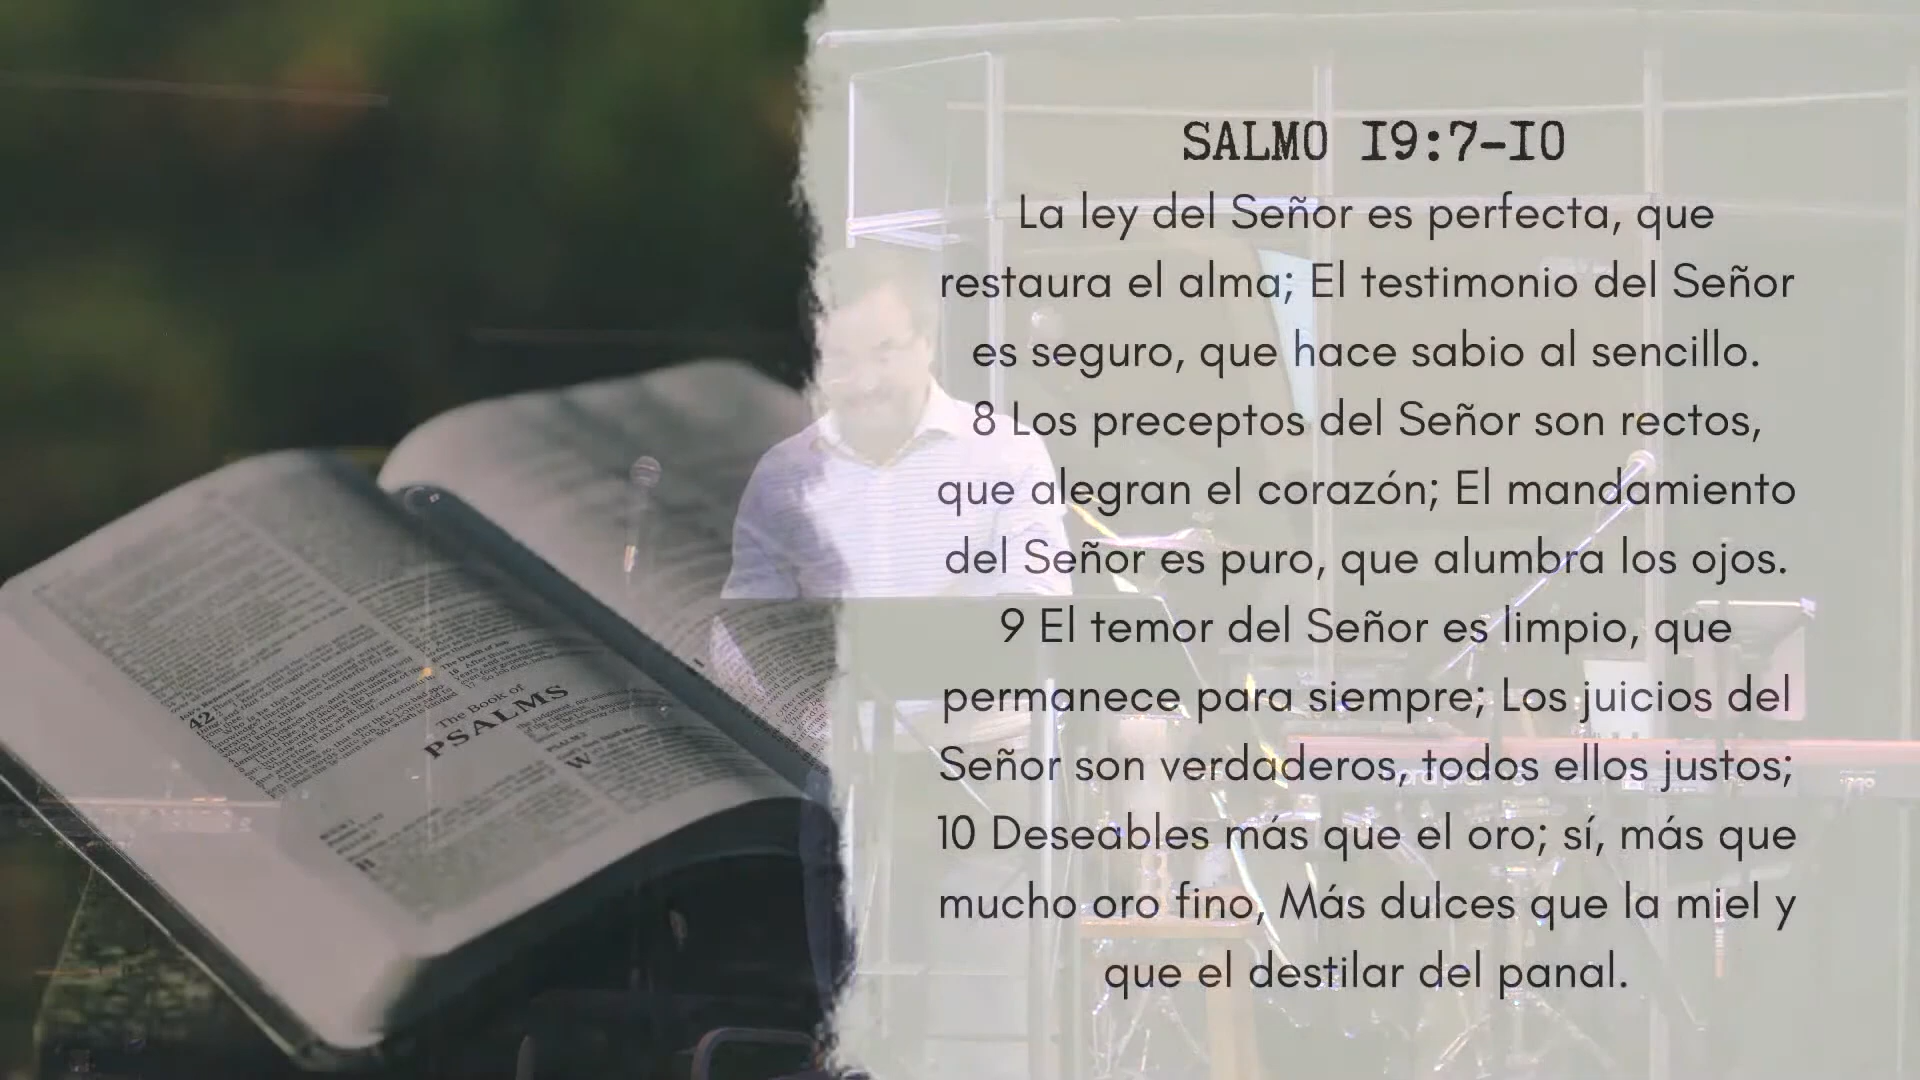 SALMO 19:7-10
La ley del Señor es perfecta, que
restaura el alma; El testimonio del Señor
es seguro, que hace sabio al sencillo.
8 Los preceptos del Señor son rectos,
que alegran el corazón; El mandamiento
del Señor es puro, que alumbra los ojos.
9 El temor del Señor es limpio, que
permanece para siempre; Los juicios del
Señor son verdaderos, todos ellos justos;
10 Deseables más que el oro; sí, más que
mucho oro fino, Más dulces que la miel y
que el destilar del panal.
42
The Book of
PSALMS